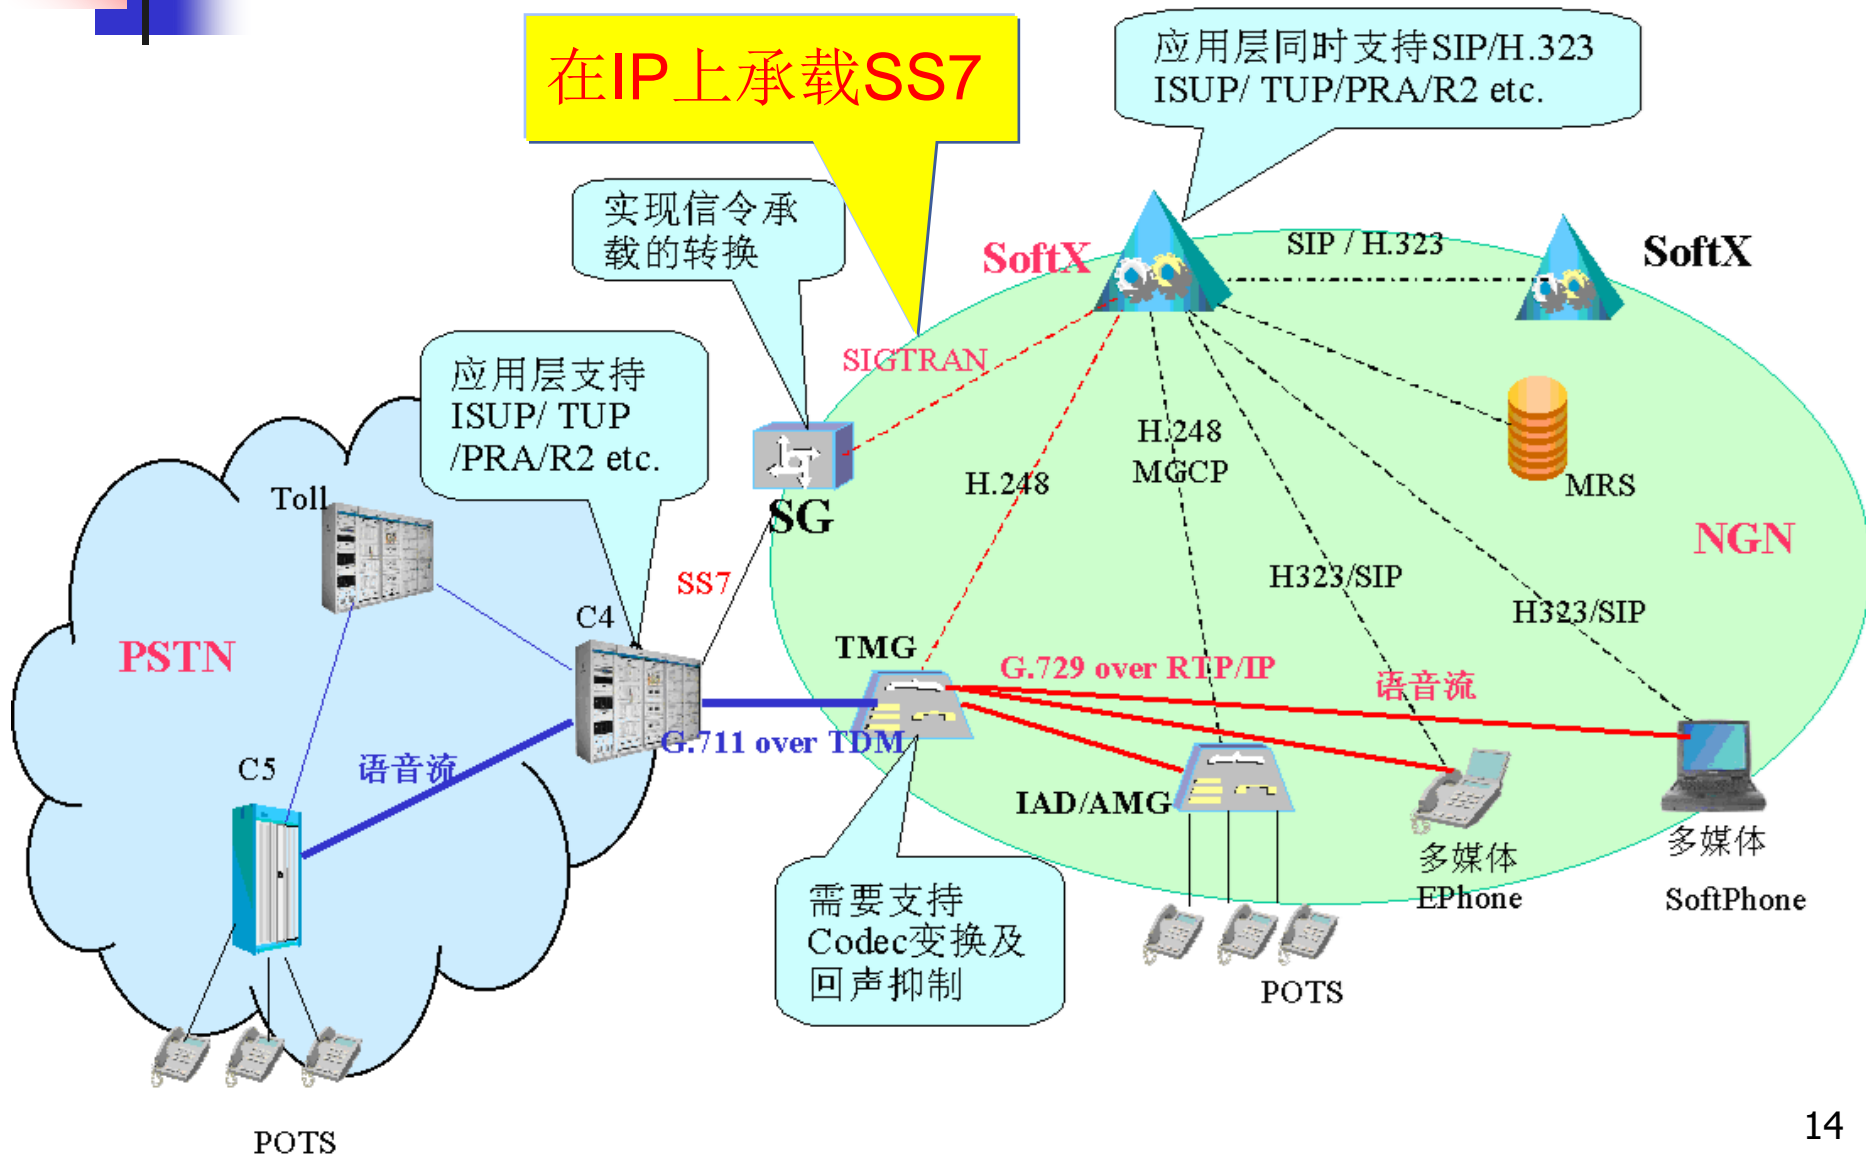 在IP上承载SS7
应用层同时支持SIP/H.323
ISUP/ TUP/PRA/R2 etc.
实现信令承
载的转换
SoftX
SIP / H.323
SoftX
SIGTRAN
应用层支持
ISUP/ TUP
/PRA/R2 etc.
H.248
MGCP
H.248
MRS
Toll
SG
NGN
SS7
H323/SIP
H323/SIP
C4
PSTN
TMG
G.729 over RTP/IP
语音流
G.711 over TDM
语音流
C5
IAD/AMG
多媒体
EPhone
多媒体
SoftPhone
需要支持
Codec变换及
回声抑制
POTS
POTS
14